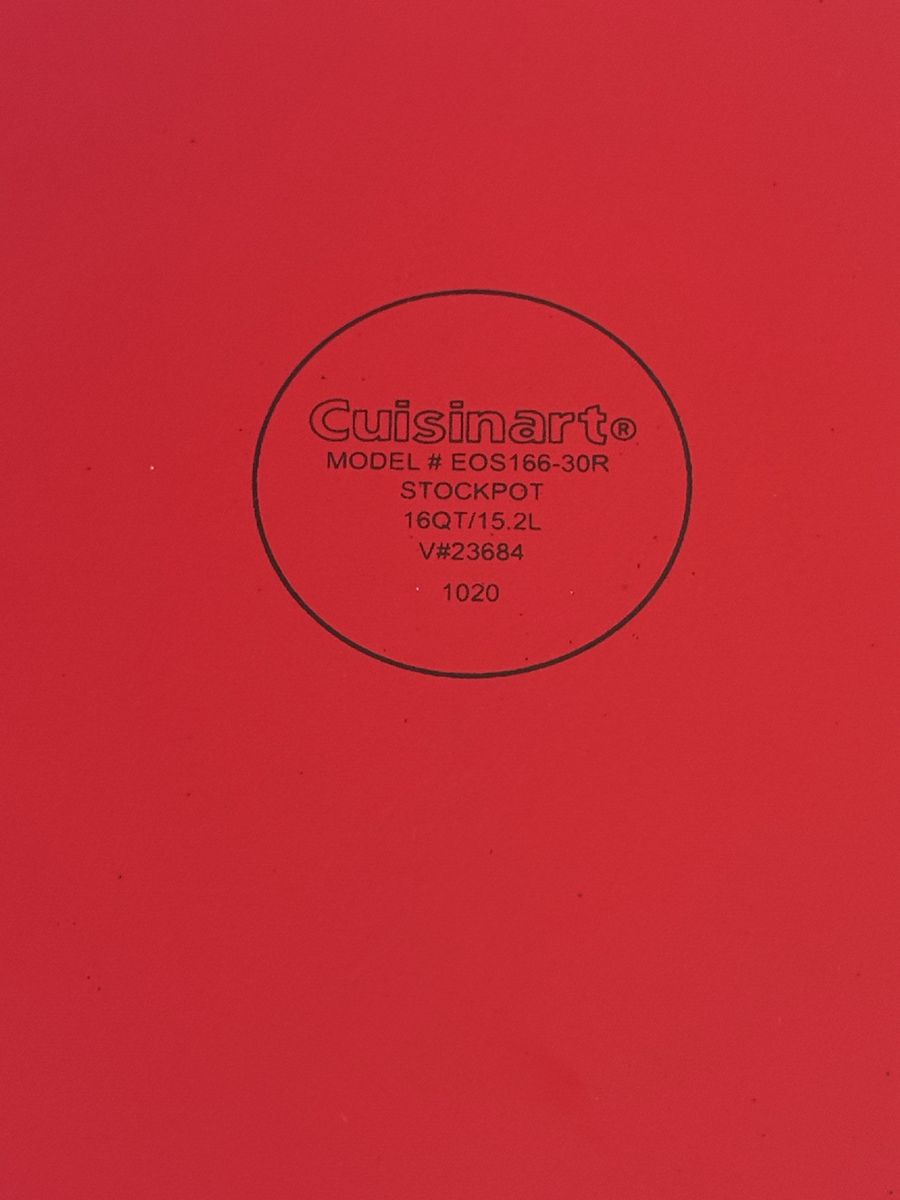 Cuisinart®
MODEL # EOS166-30R
STOCKPOT
16QT/15.2L
V#23684
1020